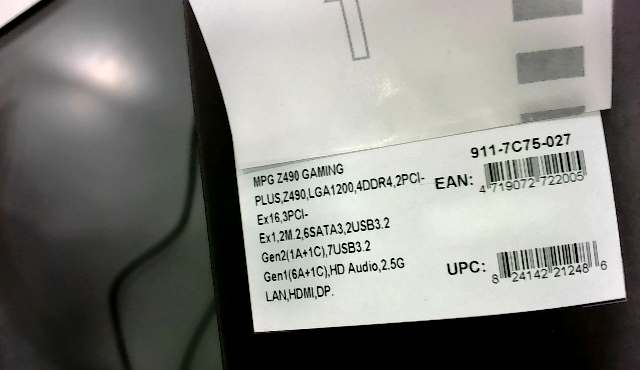 1
911-7C75-027
MPG Z490 GAMING
PLUS,Z490,LGA1200,4DDR4,2PCI-
Ex16,3PCI-
Ex1,2M.2,6SATA3,2USB3.2
Gen2(1A+1C),7USB3.2
Gen1(6A+1C),HD Audio,2.5G
LAN,HDMI,DP.
EAN:
4 719072 722005
UPC:
8 24142 21248 6